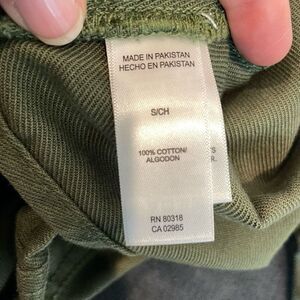 MADE IN PAKISTAN
HECHO EN PAKISTAN
S/CH
100% COTTON/
ALGODON
RN 80318
CA 02985